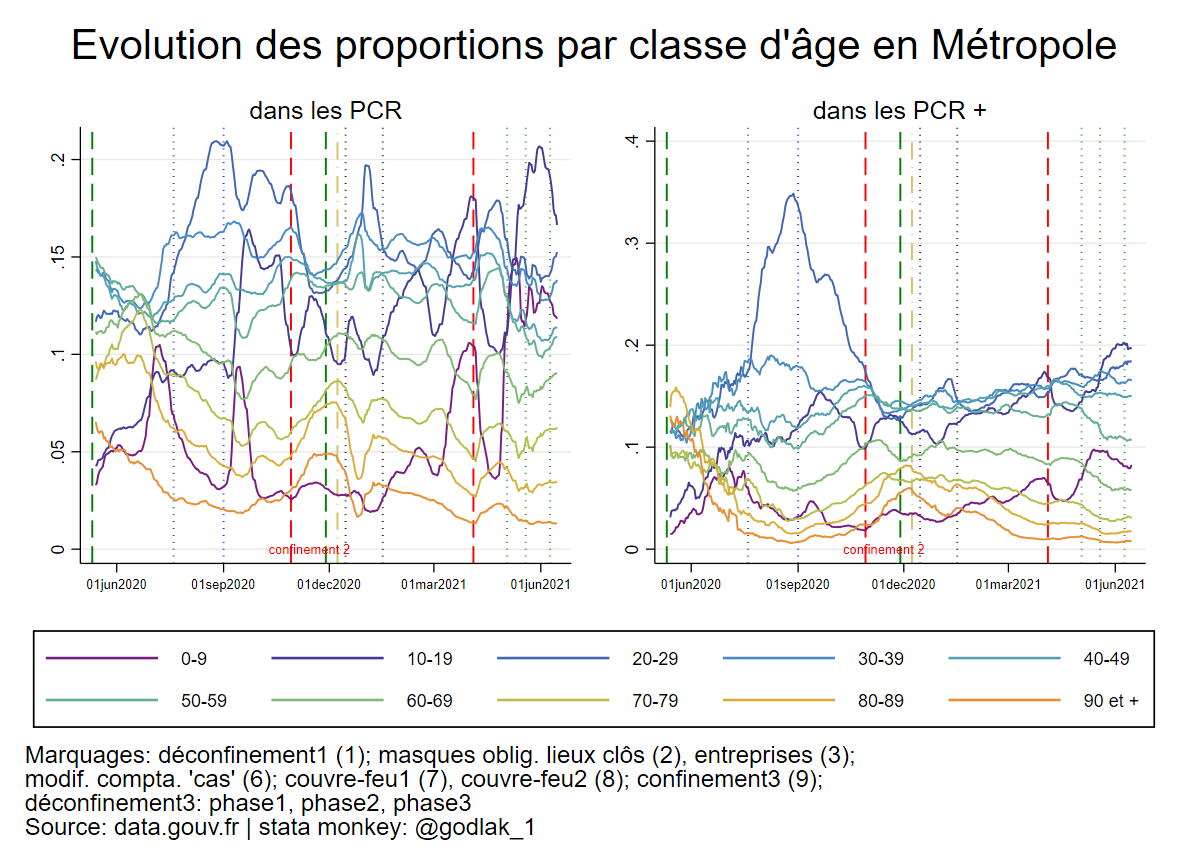 Evolution des proportions par classe d'âge en Métropole
dans les PCR
dans les PCR +
0 .05 .1 .15 .2
0 .1 .2 .3 .4
confinement 2
confinement 2
01jun2020 01sep2020 01dec2020 01mar2021 01jun2021
01jun2020 01sep2020 01dec2020 01mar2021 01jun2021
0-9 10-19 20-29 30-39 40-49
50-59 60-69 70-79 80-89 90 et +
Marquages: déconfinement1 (1); masques oblig. lieux clôs (2), entreprises (3);
modif. compta. 'cas' (6); couvre-feu1 (7), couvre-feu2 (8); confinement3 (9);
déconfinement3: phase1, phase2, phase3
Source: data.gouv.fr | stata monkey: @godlak_1